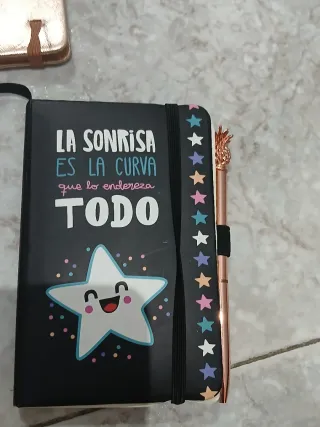 LA SONRISA
ES LA CURVA
que lo endereza
TODO